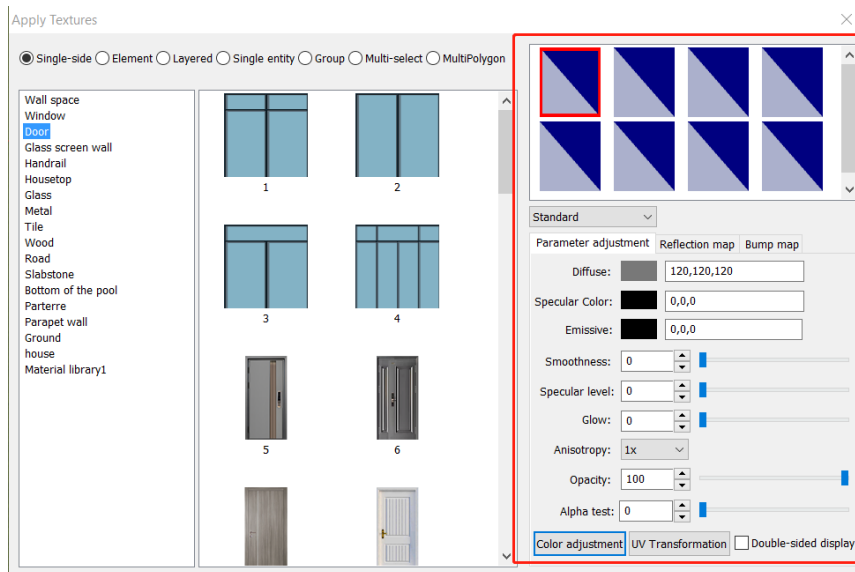 Apply Textures
Single-side Element Layered Single entity Group Multi-select MultiPolygon
Wall space
Window
Door
Glass screen wall
Handrail
Housetop
Glass
Metal
Tile
Wood
Road
Slabstone
Bottom of the pool
Parterre
Parapet wall
Ground
house
Material library1
1 2
3 4
5 6
Standard
Parameter adjustment Reflection map Bump map
Diffuse: 120,120,120
Specular Color: 0,0,0
Emissive: 0,0,0
Smoothness: 0
Specular level: 0
Glow: 0
Anisotropy: 1x
Opacity: 100
Alpha test: 0
Color adjustment UV Transformation Double-sided display